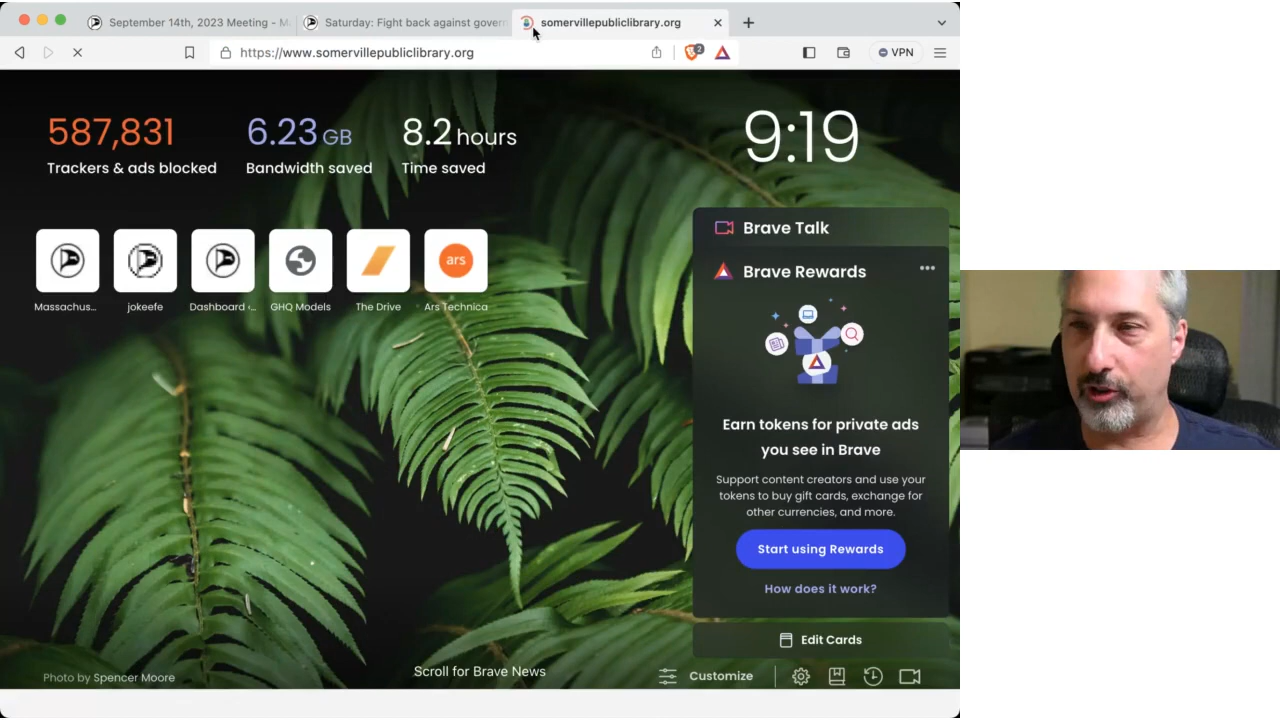 September 14th, 2023 Meeting - M
Saturday: Fight back against gover
somervillepubliclibrary.org
https://www.somervillepubliclibrary.org
2
VPN
587,831
Trackers & ads blocked
6.23 GB
Bandwidth saved
8.2 hours
Time saved
9:19
Massachus...
jokeefe
Dashboard ‹...
GHQ Models
The Drive
ars
Ars Technica
Brave Talk
Brave Rewards
Earn tokens for private ads
you see in Brave
Support content creators and use your
tokens to buy gift cards, exchange for
other currencies, and more.
Start using Rewards
How does it work?
Edit Cards
Photo by Spencer Moore
Scroll for Brave News
Customize